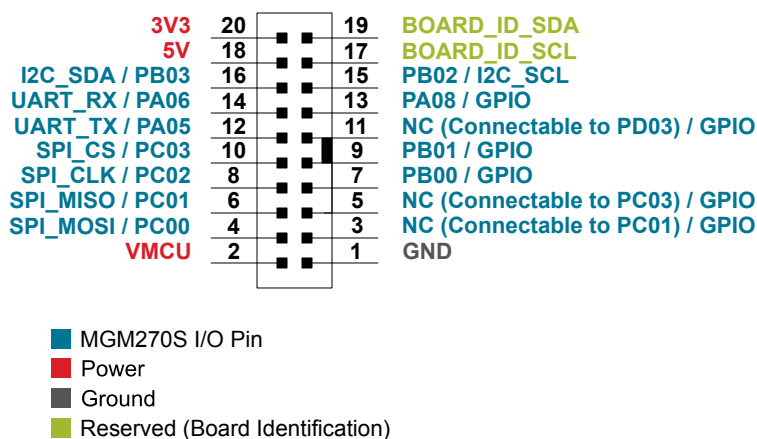 3V3 20 19 BOARD_ID_SDA
5V 18 17 BOARD_ID_SCL
I2C_SDA / PB03 16 15 PB02 / I2C_SCL
UART_RX / PA06 14 13 PA08 / GPIO
UART_TX / PA05 12 11 NC (Connectable to PD03) / GPIO
SPI_CS / PC03 10 9 PB01 / GPIO
SPI_CLK / PC02 8 7 PB00 / GPIO
SPI_MISO / PC01 6 5 NC (Connectable to PC03) / GPIO
SPI_MOSI / PC00 4 3 NC (Connectable to PC01) / GPIO
VMCU 2 1 GND
MGM270S I/O Pin
Power
Ground
Reserved (Board Identification)